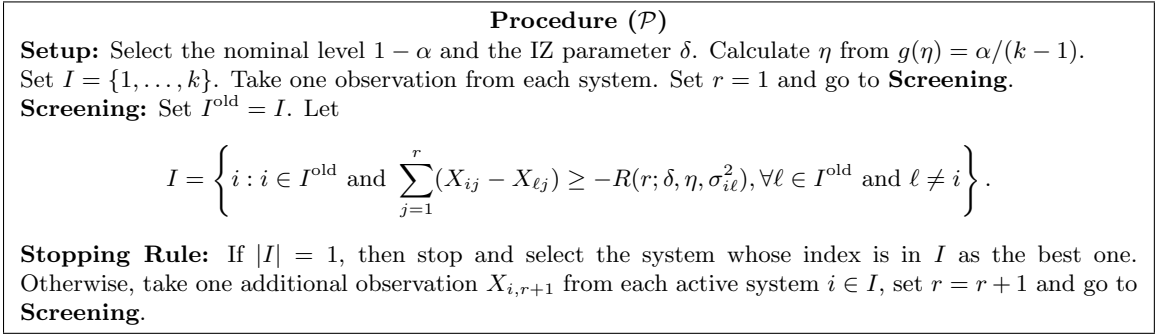 Procedure (𝒫)
Setup: Select the nominal level 1 − α and the IZ parameter δ. Calculate η from g(η) = α/(k − 1).
Set I = {1, . . . , k}. Take one observation from each system. Set r = 1 and go to Screening.
Screening: Set I^old = I. Let
I = { i : i ∈ I^old and ∑_{j=1}^{r} (X_{ij} − X_{ℓj}) ≥ −R(r; δ, η, σ²_{iℓ}), ∀ℓ ∈ I^old and ℓ ≠ i } .
Stopping Rule: If |I| = 1, then stop and select the system whose index is in I as the best one.
Otherwise, take one additional observation X_{i,r+1} from each active system i ∈ I, set r = r + 1 and go to
Screening.